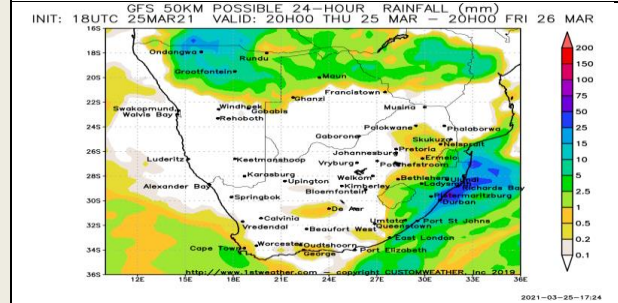 GFS 50KM POSSIBLE 24-HOUR RAINFALL (mm)
INIT: 18UTC 25MAR21 VALID: 20H00 THU 25 MAR — 20H00 FRI 26 MAR
16S
Ondangwa
Rundu
Grootfontein
18S
20S
Maun
Francistown
22S
Ghanzi
Musina
Swakopmund
Windhoek
Gobabis
Walvis Bay
Rehoboth
24S
Polokwane
Phalaborwa
Gaborone
Skukuza
Johannesburg
Pretoria
Nelspruit
26S
Luderitz
Keetmanshoop
Vryburg
Potchefstroom
Ermelo
28S
Karasburg
Upington
Welkom
Bethlehem
Ulundi
Alexander Bay
Kimberley
Ladysmith
Richards Bay
Bloemfontein
30S
Springbok
Pietermaritzburg
Durban
De Aar
32S
Calvinia
Umtata
Port St Johns
Vredendal
Beaufort West
Queenstown
East London
34S
Cape Town
Worcester
Oudtshoorn
George
Port Elizabeth
36S
http://www.1stweather.com — copyright CUSTOMWEATHER, Inc 2019
12E 15E 18E 21E 24E 27E 30E 33E 36E
200
150
100
75
50
25
15
10
5
2.5
1
0.5
0.2
0.1
2021-03-25-17:24